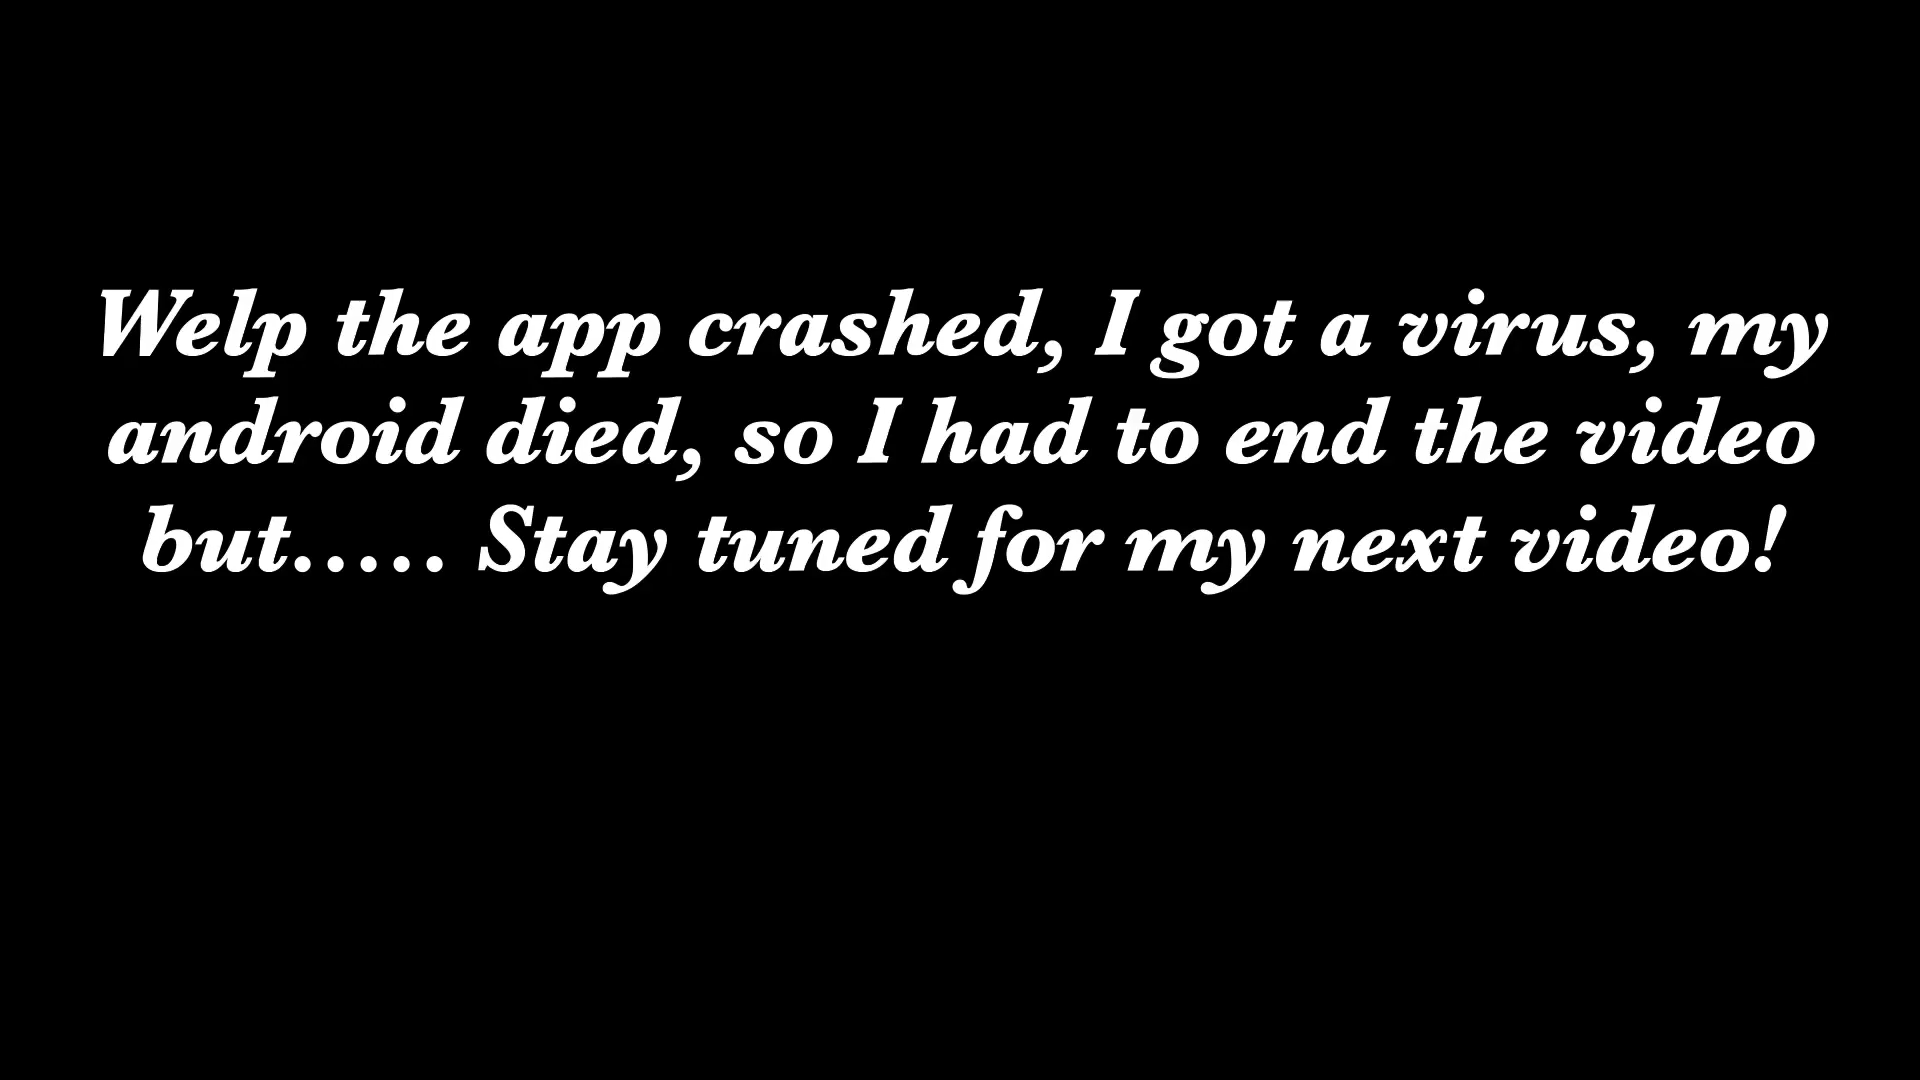 Welp the app crashed, I got a virus, my
android died, so I had to end the video
but..... Stay tuned for my next video!